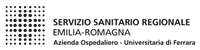 SERVIZIO SANITARIO REGIONALE
EMILIA-ROMAGNA
Azienda Ospedaliero - Universitaria di Ferrara